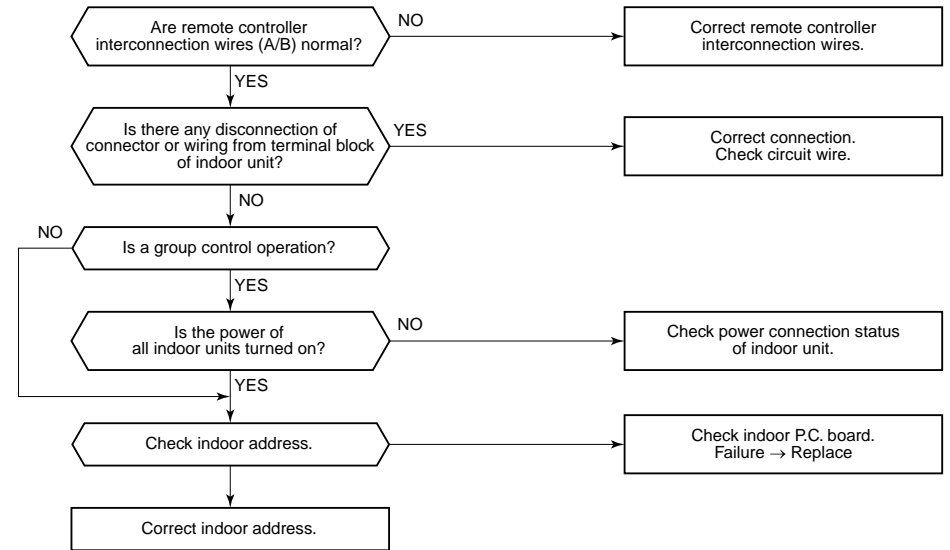 Are remote controller
interconnection wires (A/B) normal?
NO
Correct remote controller
interconnection wires.
YES
Is there any disconnection of
connector or wiring from terminal block
of indoor unit?
YES
Correct connection.
Check circuit wire.
NO
NO
Is a group control operation?
YES
Is the power of
all indoor units turned on?
NO
Check power connection status
of indoor unit.
YES
Check indoor address.
Check indoor P.C. board.
Failure → Replace
Correct indoor address.